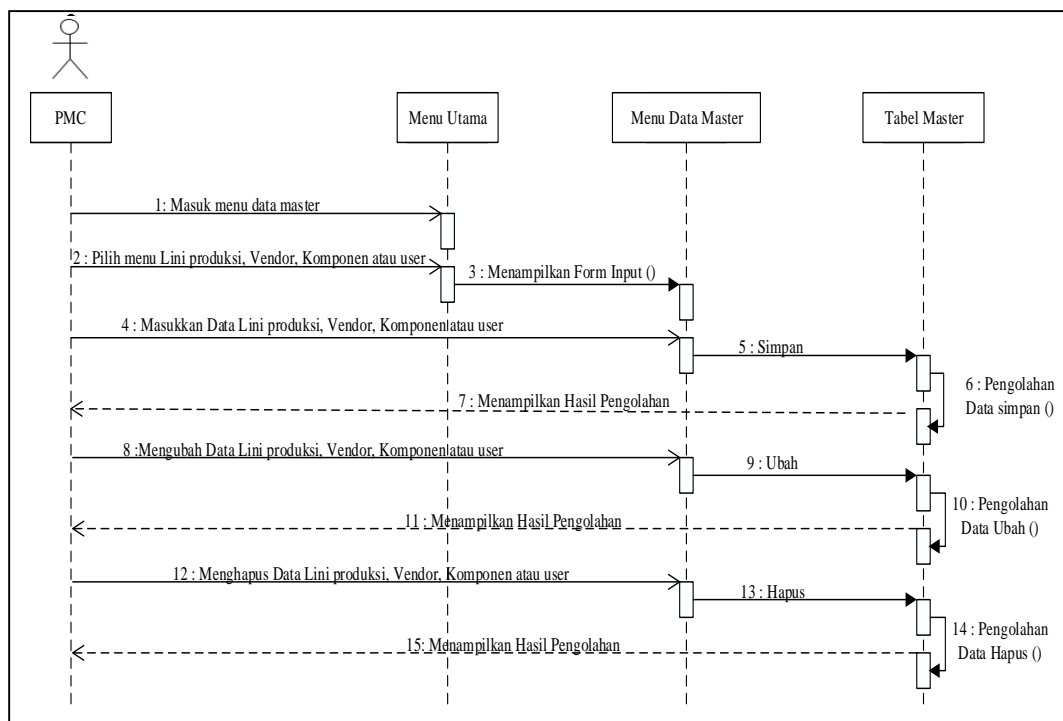 PMC
Menu Utama
Menu Data Master
Tabel Master
1: Masuk menu data master
2 : Pilih menu Lini produksi, Vendor, Komponen atau user
3 : Menampilkan Form Input ()
4 : Masukkan Data Lini produksi, Vendor, Komponen atau user
5 : Simpan
6 : Pengolahan
Data simpan ()
7 : Menampilkan Hasil Pengolahan
8 :Mengubah Data Lini produksi, Vendor, Komponen atau user
9 : Ubah
10 : Pengolahan
Data Ubah ()
11 : Menampilkan Hasil Pengolahan
12 : Menghapus Data Lini produksi, Vendor, Komponen atau user
13 : Hapus
14 : Pengolahan
Data Hapus ()
15: Menampilkan Hasil Pengolahan